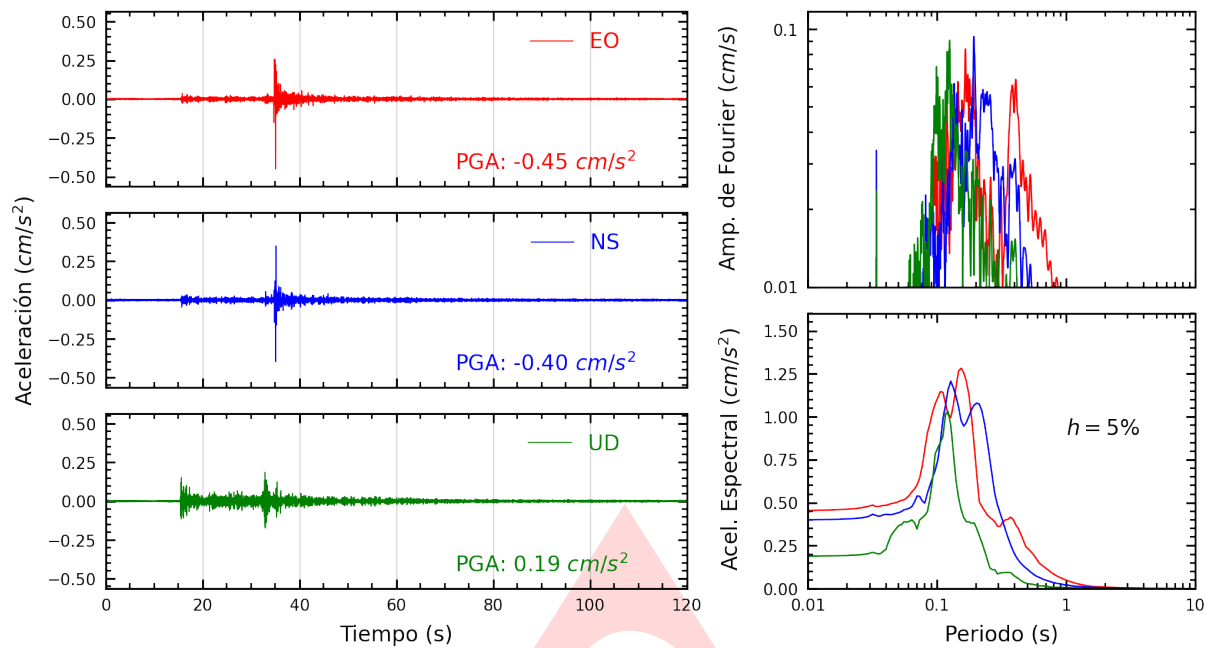 Aceleración (cm/s²)
0.50
0.25
0.00
−0.25
−0.50
EO
PGA: -0.45 cm/s²
0.50
0.25
0.00
−0.25
−0.50
NS
PGA: -0.40 cm/s²
0.50
0.25
0.00
−0.25
−0.50
UD
PGA: 0.19 cm/s²
0 20 40 60 80 100 120
Tiempo (s)
Amp. de Fourier (cm/s)
0.1
0.01
Acel. Espectral (cm/s²)
1.50
1.25
1.00
0.75
0.50
0.25
0.00
h = 5%
0.01 0.1 1 10
Periodo (s)